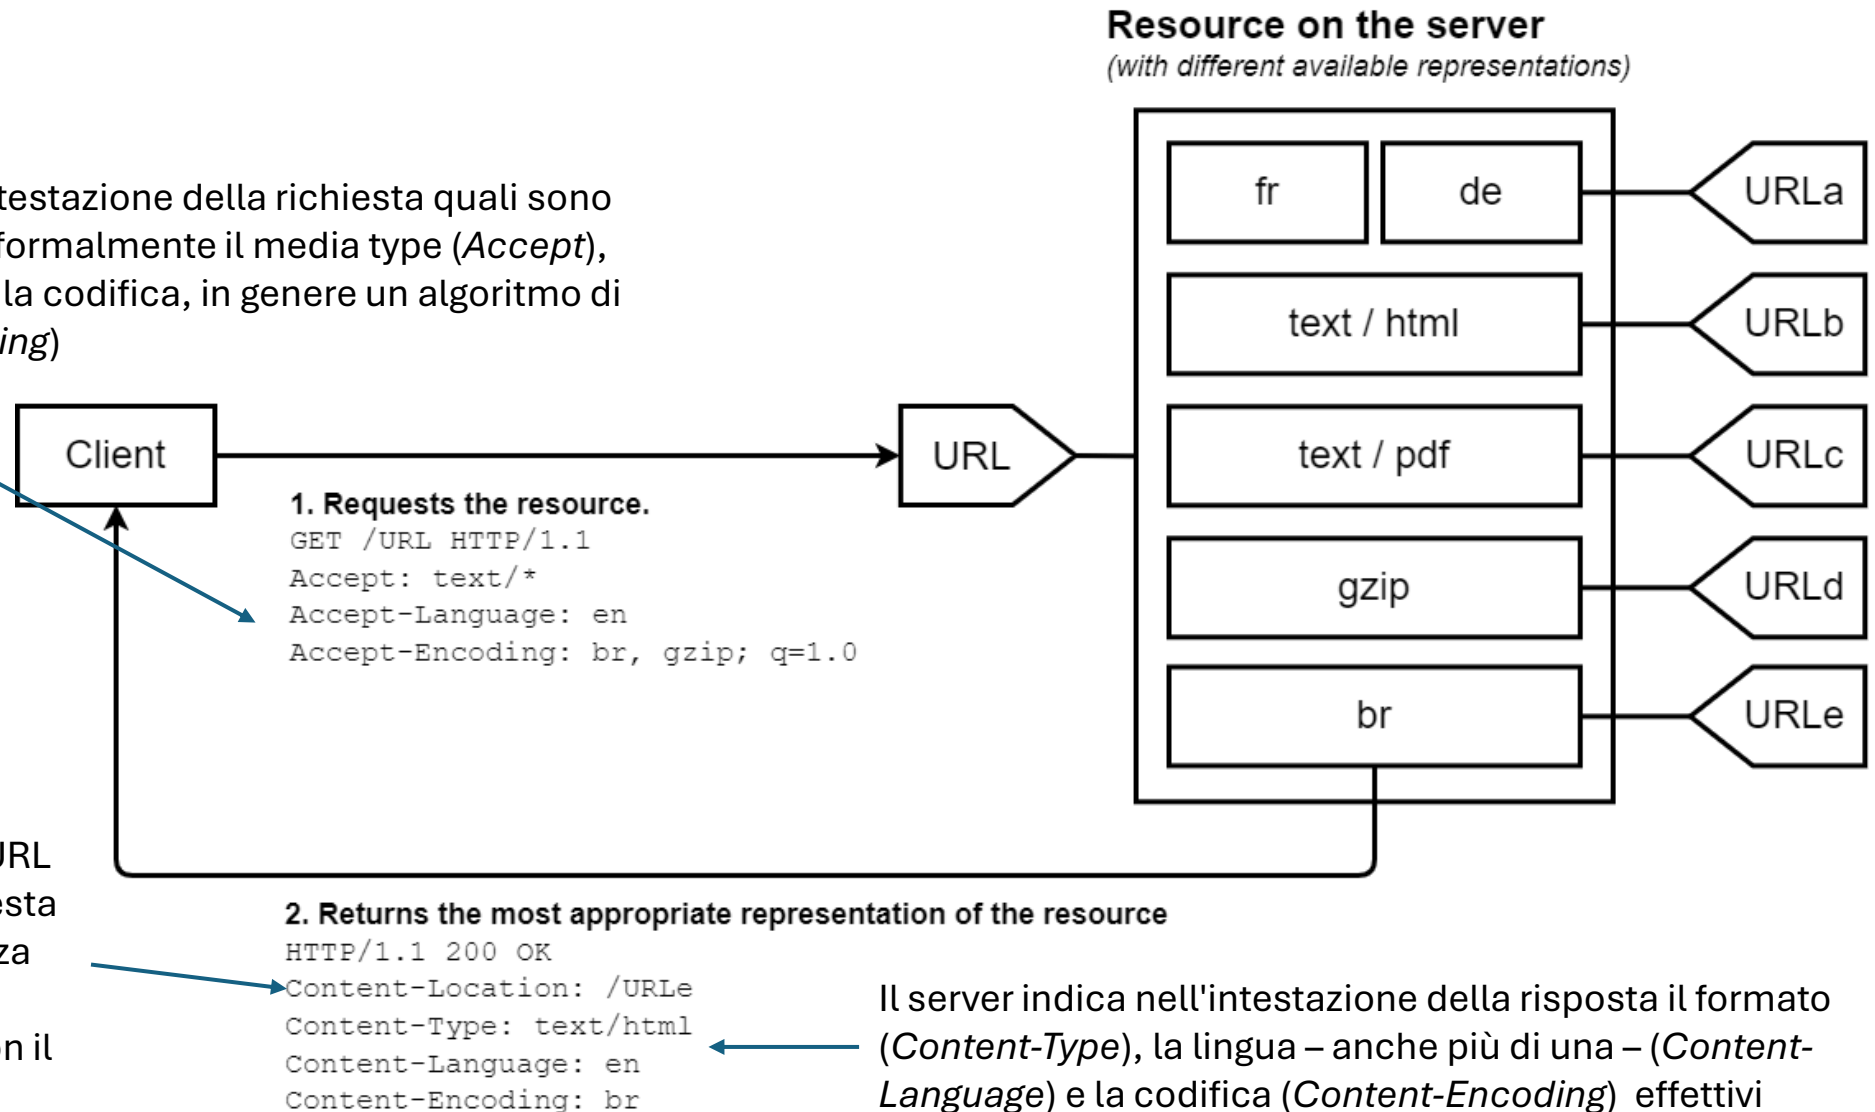 Resource on the server
(with different available representations)
testazione della richiesta quali sono
formalmente il media type (Accept),
la codifica, in genere un algoritmo di
ing)
fr
de
URLa
text / html
URLb
Client
URL
text / pdf
URLc
1. Requests the resource.
GET /URL HTTP/1.1
Accept: text/*
Accept-Language: en
Accept-Encoding: br, gzip; q=1.0
gzip
URLd
br
URLe
URL
esta
za
n il
2. Returns the most appropriate representation of the resource
HTTP/1.1 200 OK
Content-Location: /URLe
Content-Type: text/html
Content-Language: en
Content-Encoding: br
Il server indica nell'intestazione della risposta il formato
(Content-Type), la lingua – anche più di una – (Content-
Language) e la codifica (Content-Encoding) effettivi